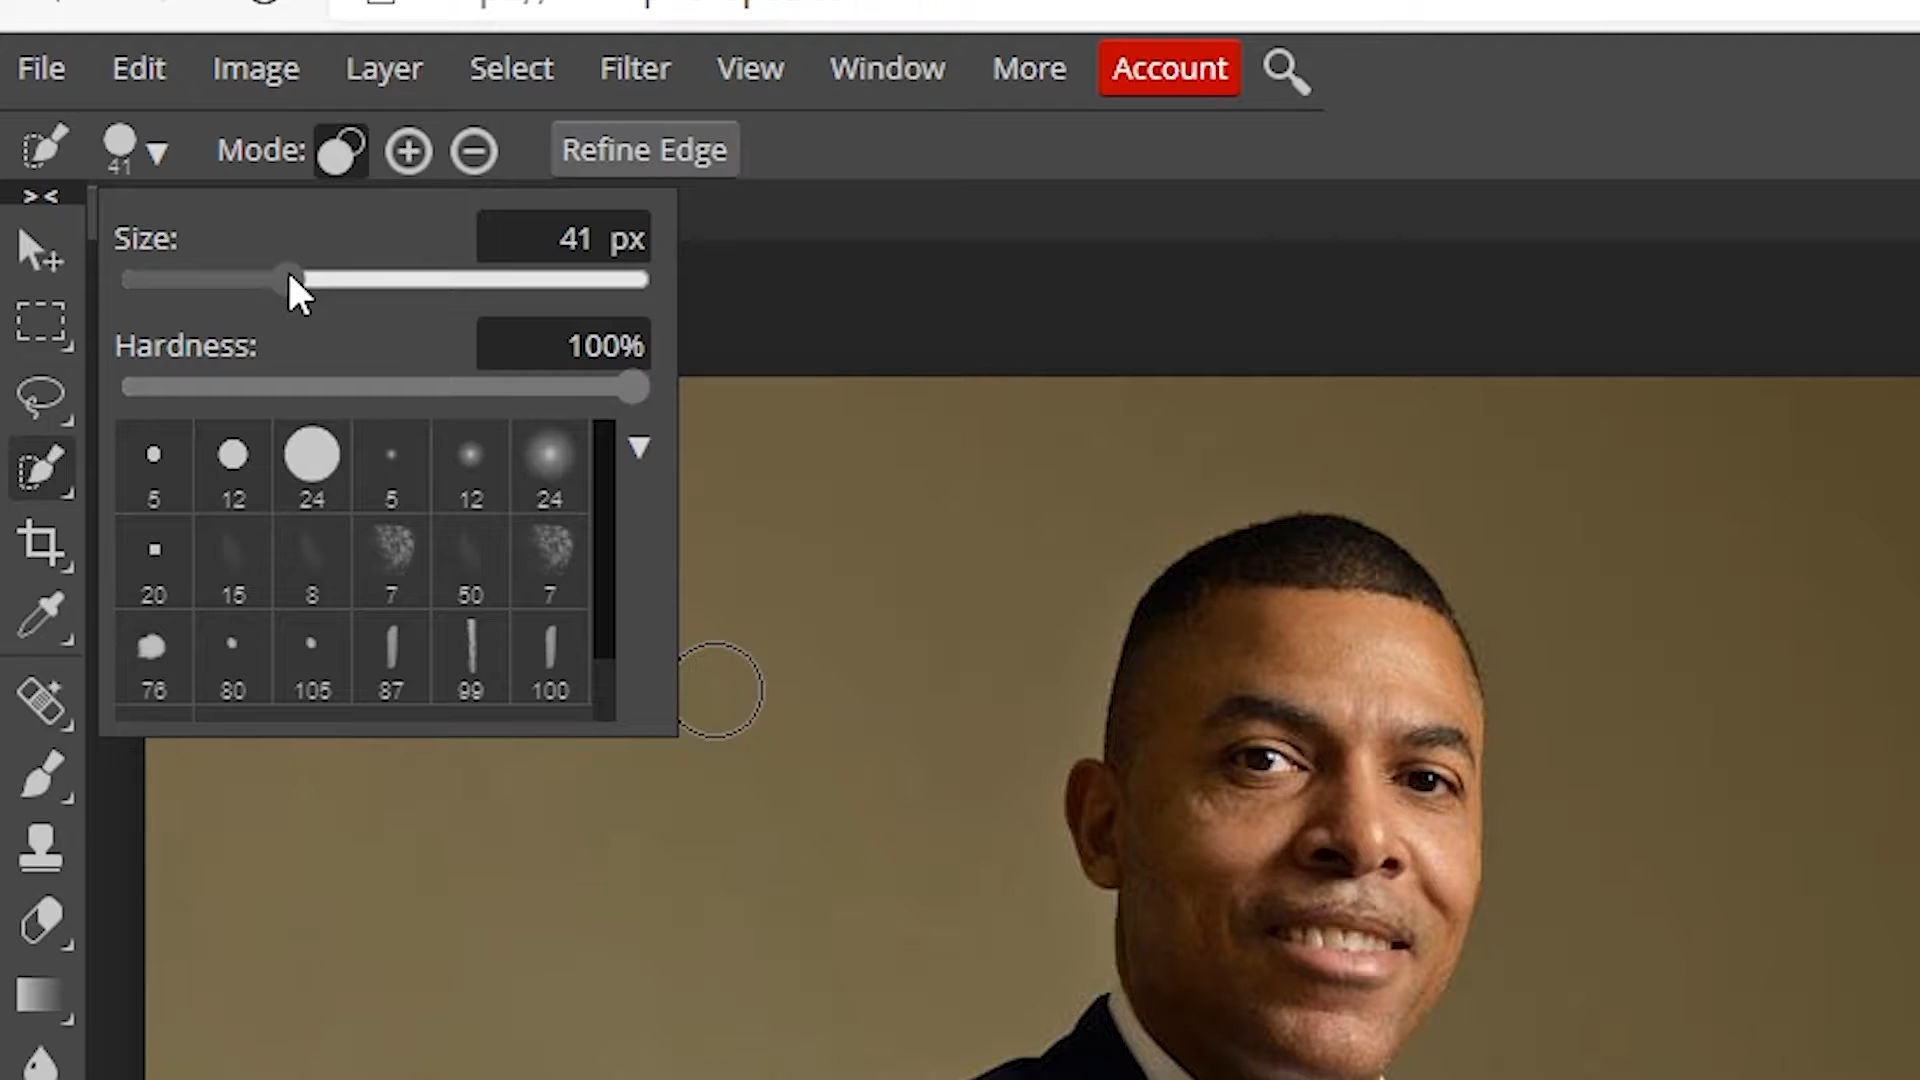 File Edit Image Layer Select Filter View Window More Account
41 Mode: Refine Edge
> <
Size: 41 px
Hardness: 100%
5 12 24 5 12 24
20 15 8 7 50 7
76 80 105 87 99 100